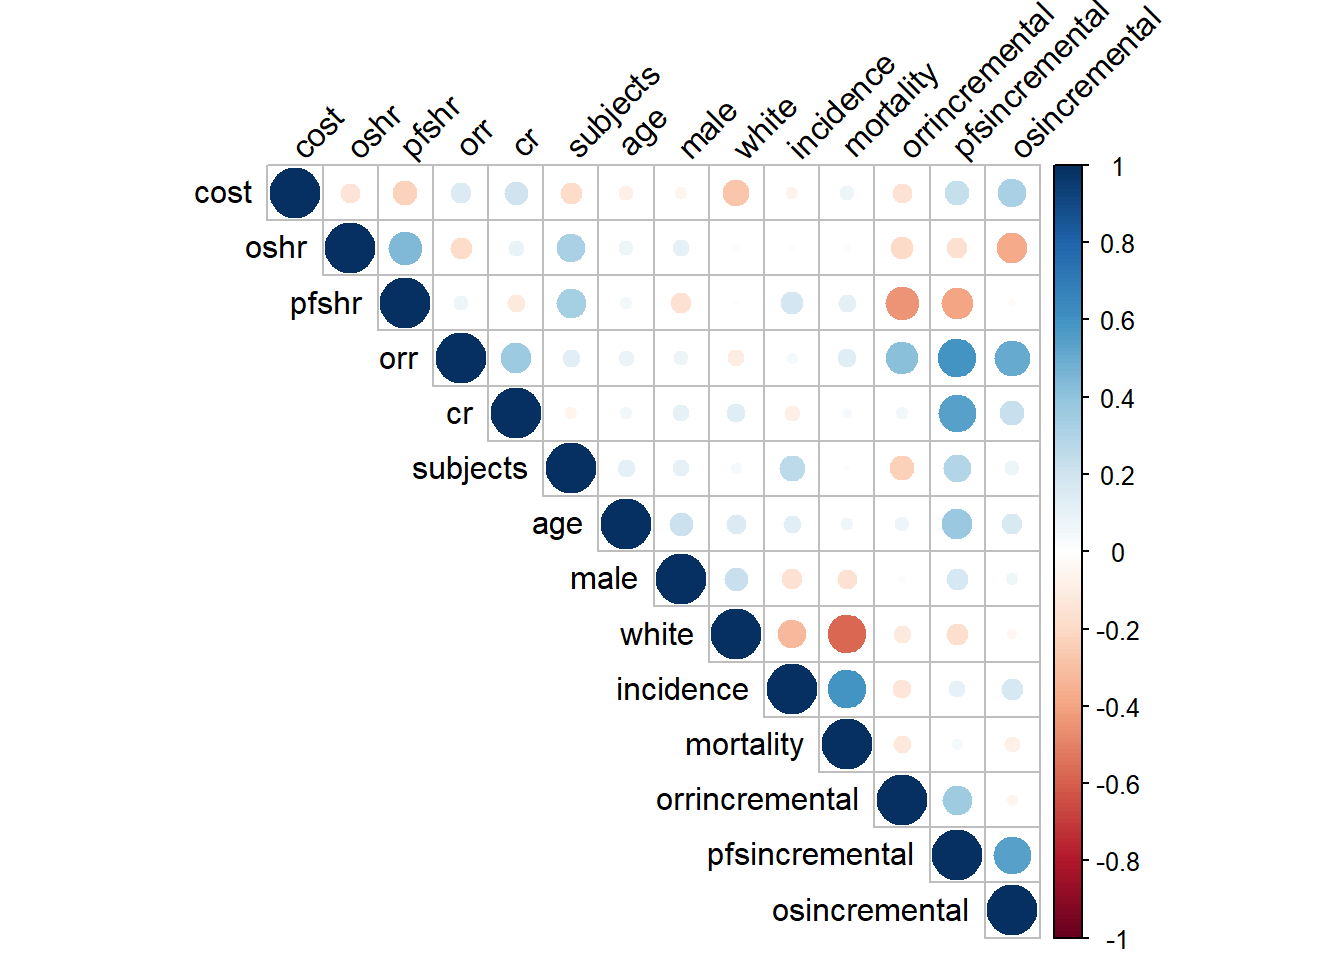 cost
oshr
pfshr
orr
cr
subjects
age
male
white
incidence
mortality
orrincremental
pfsincremental
osincremental
cost
oshr
pfshr
orr
cr
subjects
age
male
white
incidence
mortality
orrincremental
pfsincremental
osincremental
1
0.8
0.6
0.4
0.2
0
-0.2
-0.4
-0.6
-0.8
-1